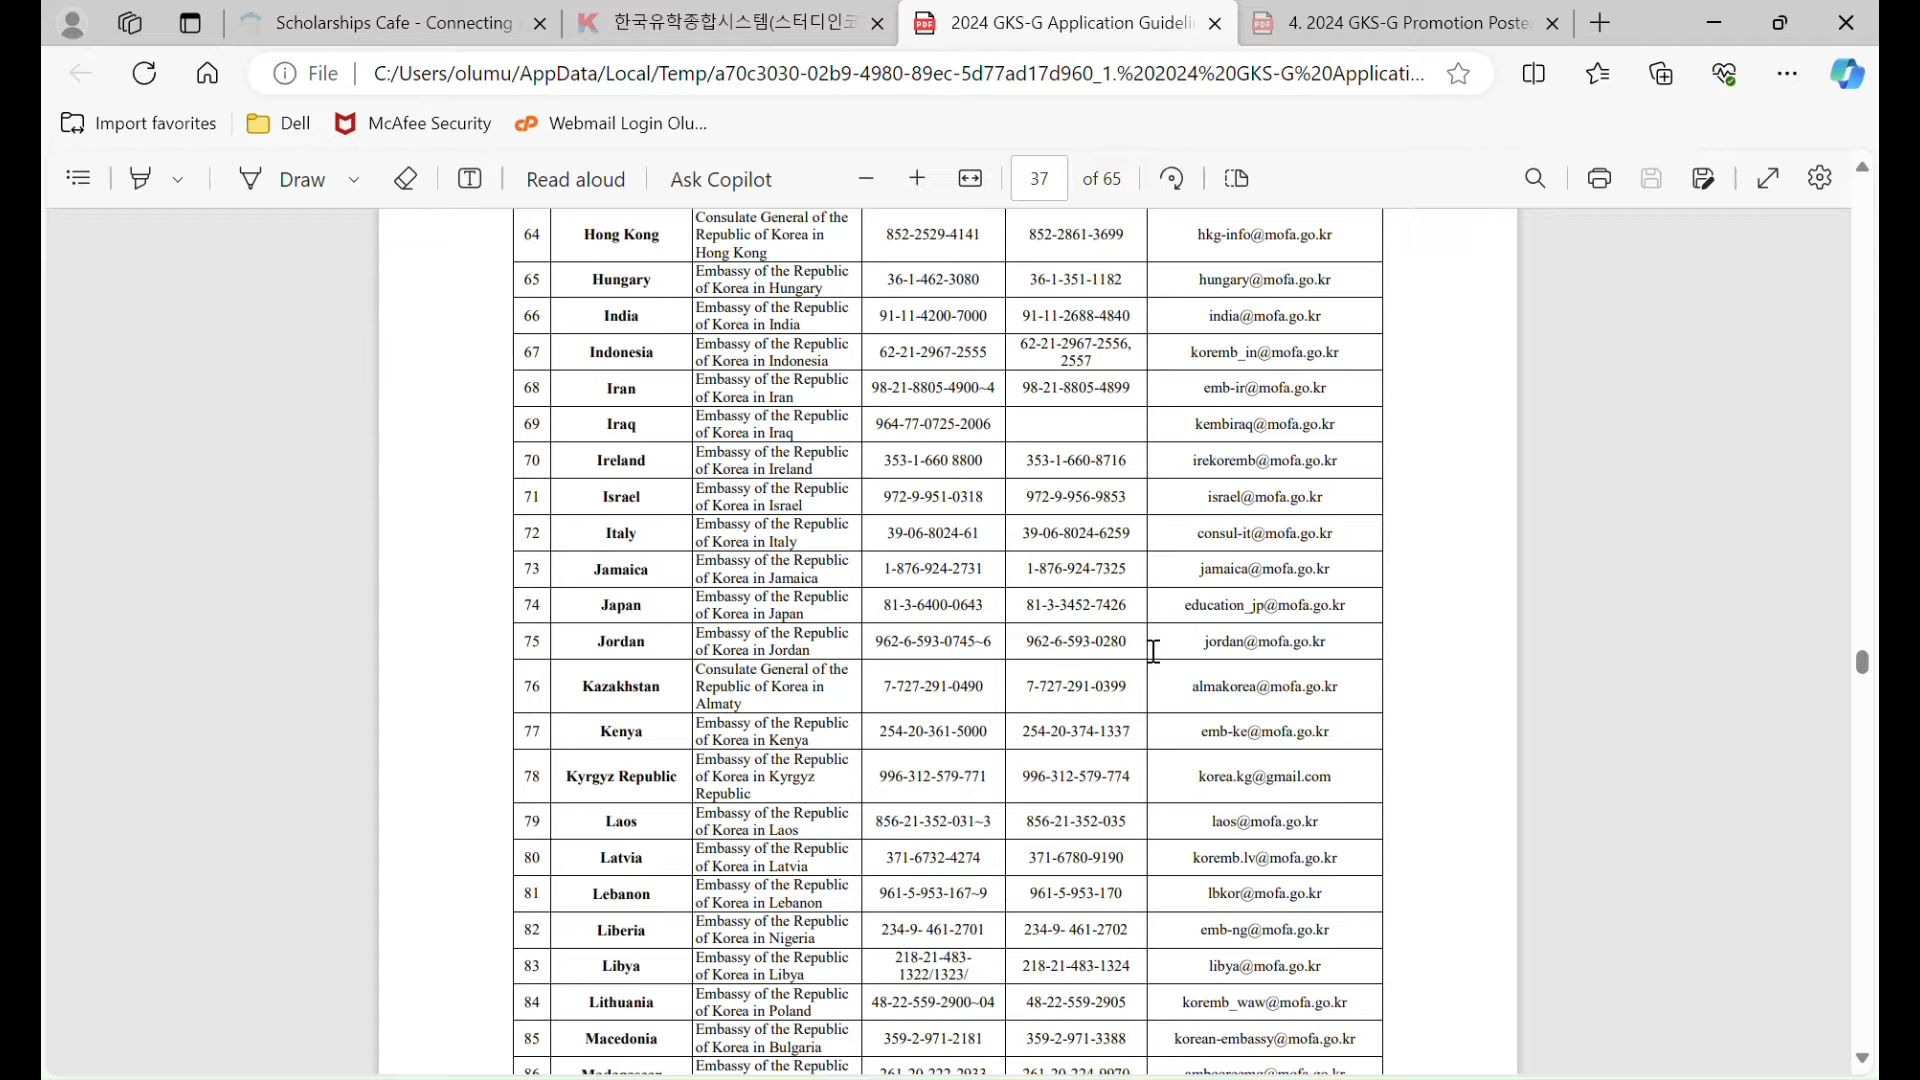 Scholarships Cafe - Connecting
한국유학종합시스템(스터디인코
2024 GKS-G Application Guideli
4. 2024 GKS-G Promotion Poste
File
C:/Users/olumu/AppData/Local/Temp/a70c3030-02b9-4980-89ec-5d77ad17d960_1.%202024%20GKS-G%20Applicati...
Import favorites
Dell
McAfee Security
Webmail Login Olu...
Draw
Read aloud
Ask Copilot
37 of 65
64 Hong Kong Consulate General of the Republic of Korea in Hong Kong 852-2529-4141 852-2861-3699 hkg-info@mofa.go.kr
65 Hungary Embassy of the Republic of Korea in Hungary 36-1-462-3080 36-1-351-1182 hungary@mofa.go.kr
66 India Embassy of the Republic of Korea in India 91-11-4200-7000 91-11-2688-4840 india@mofa.go.kr
67 Indonesia Embassy of the Republic of Korea in Indonesia 62-21-2967-2555 62-21-2967-2556, 2557 koremb_in@mofa.go.kr
68 Iran Embassy of the Republic of Korea in Iran 98-21-8805-4900~4 98-21-8805-4899 emb-ir@mofa.go.kr
69 Iraq Embassy of the Republic of Korea in Iraq 964-77-0725-2006 kembiraq@mofa.go.kr
70 Ireland Embassy of the Republic of Korea in Ireland 353-1-660 8800 353-1-660-8716 irekoremb@mofa.go.kr
71 Israel Embassy of the Republic of Korea in Israel 972-9-951-0318 972-9-956-9853 israel@mofa.go.kr
72 Italy Embassy of the Republic of Korea in Italy 39-06-8024-61 39-06-8024-6259 consul-it@mofa.go.kr
73 Jamaica Embassy of the Republic of Korea in Jamaica 1-876-924-2731 1-876-924-7325 jamaica@mofa.go.kr
74 Japan Embassy of the Republic of Korea in Japan 81-3-6400-0643 81-3-3452-7426 education_jp@mofa.go.kr
75 Jordan Embassy of the Republic of Korea in Jordan 962-6-593-0745~6 962-6-593-0280 jordan@mofa.go.kr
76 Kazakhstan Consulate General of the Republic of Korea in Almaty 7-727-291-0490 7-727-291-0399 almakorea@mofa.go.kr
77 Kenya Embassy of the Republic of Korea in Kenya 254-20-361-5000 254-20-374-1337 emb-ke@mofa.go.kr
78 Kyrgyz Republic Embassy of the Republic of Korea in Kyrgyz Republic 996-312-579-771 996-312-579-774 korea.kg@gmail.com
79 Laos Embassy of the Republic of Korea in Laos 856-21-352-031~3 856-21-352-035 laos@mofa.go.kr
80 Latvia Embassy of the Republic of Korea in Latvia 371-6732-4274 371-6780-9190 koremb.lv@mofa.go.kr
81 Lebanon Embassy of the Republic of Korea in Lebanon 961-5-953-167~9 961-5-953-170 lbkor@mofa.go.kr
82 Liberia Embassy of the Republic of Korea in Nigeria 234-9- 461-2701 234-9- 461-2702 emb-ng@mofa.go.kr
83 Libya Embassy of the Republic of Korea in Libya 218-21-483-1322/1323/ 218-21-483-1324 libya@mofa.go.kr
84 Lithuania Embassy of the Republic of Korea in Poland 48-22-559-2900~04 48-22-559-2905 koremb_waw@mofa.go.kr
85 Macedonia Embassy of the Republic of Korea in Bulgaria 359-2-971-2181 359-2-971-3388 korean-embassy@mofa.go.kr
Embassy of the Republic